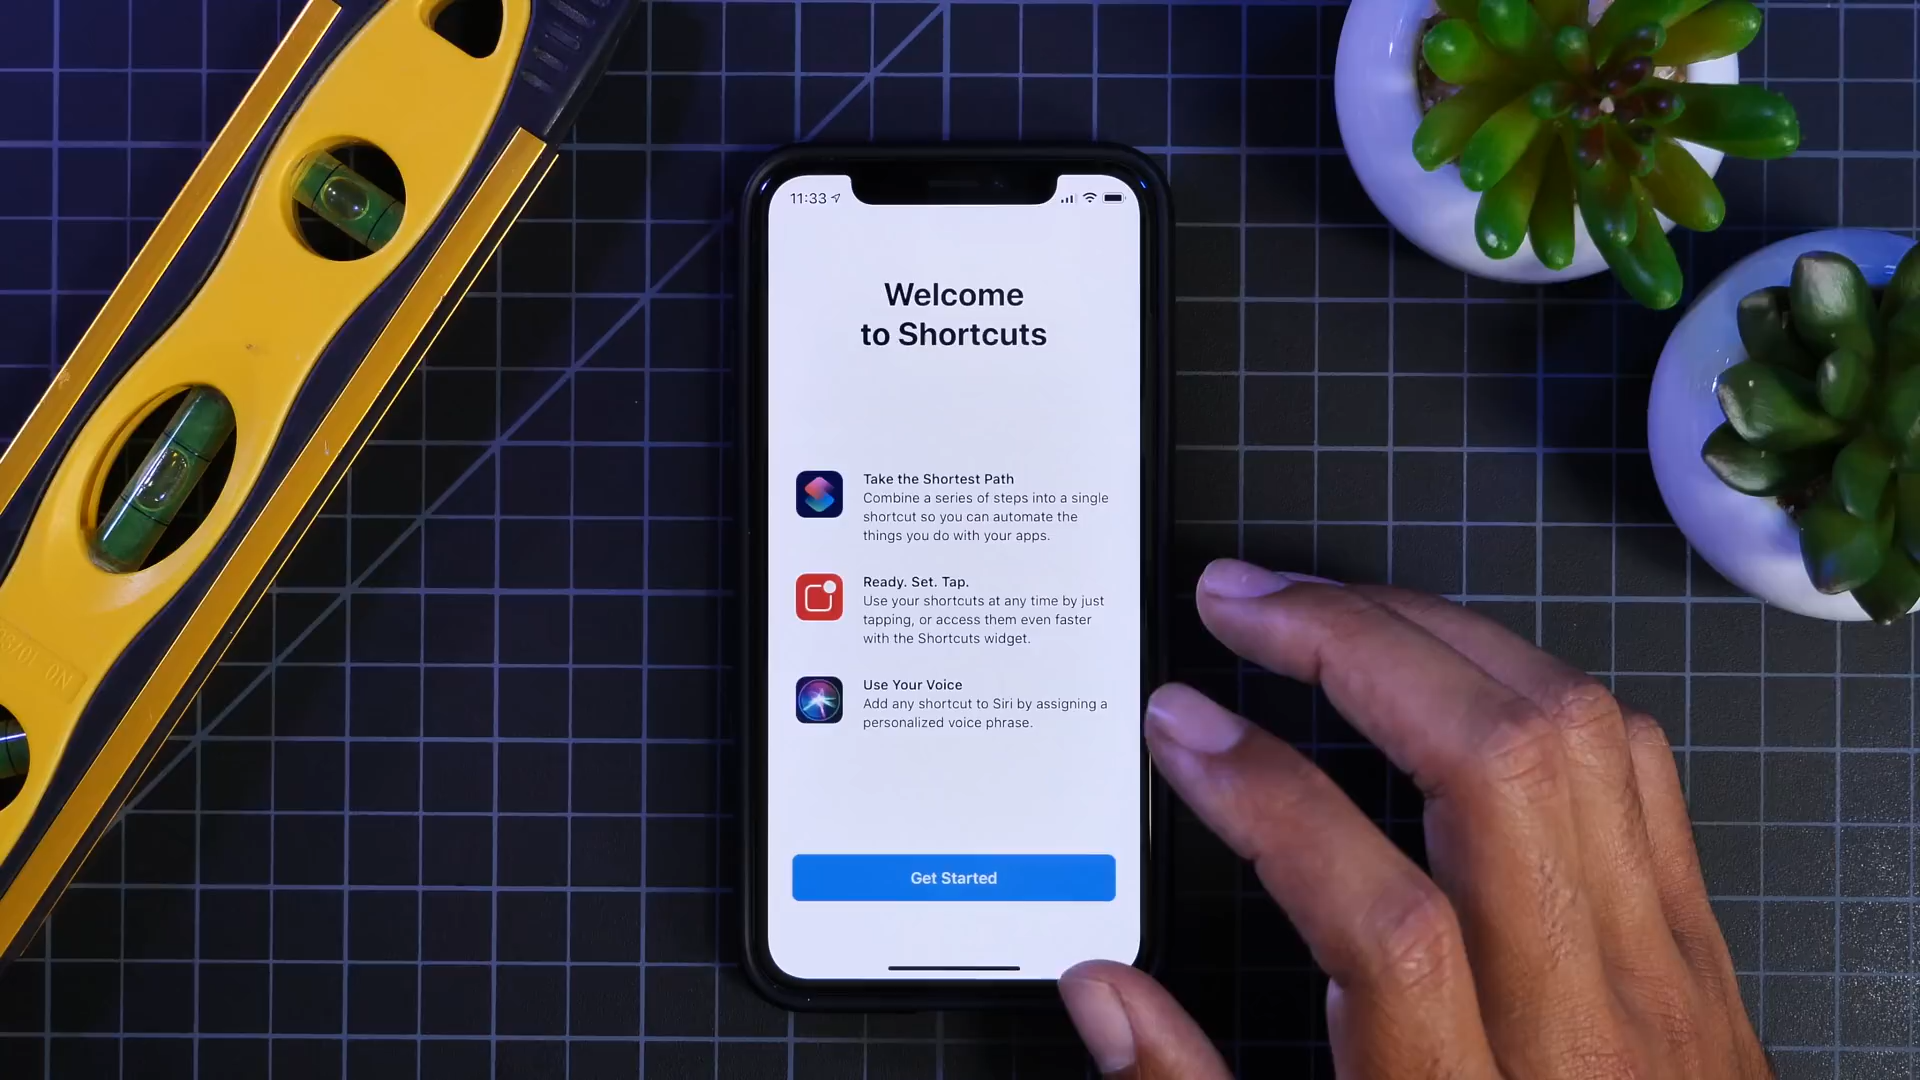 11:33
Welcome
to Shortcuts
Take the Shortest Path
Combine a series of steps into a single
shortcut so you can automate the
things you do with your apps.
Ready. Set. Tap.
Use your shortcuts at any time by just
tapping, or access them even faster
with the Shortcuts widget.
Use Your Voice
Add any shortcut to Siri by assigning a
personalized voice phrase.
Get Started